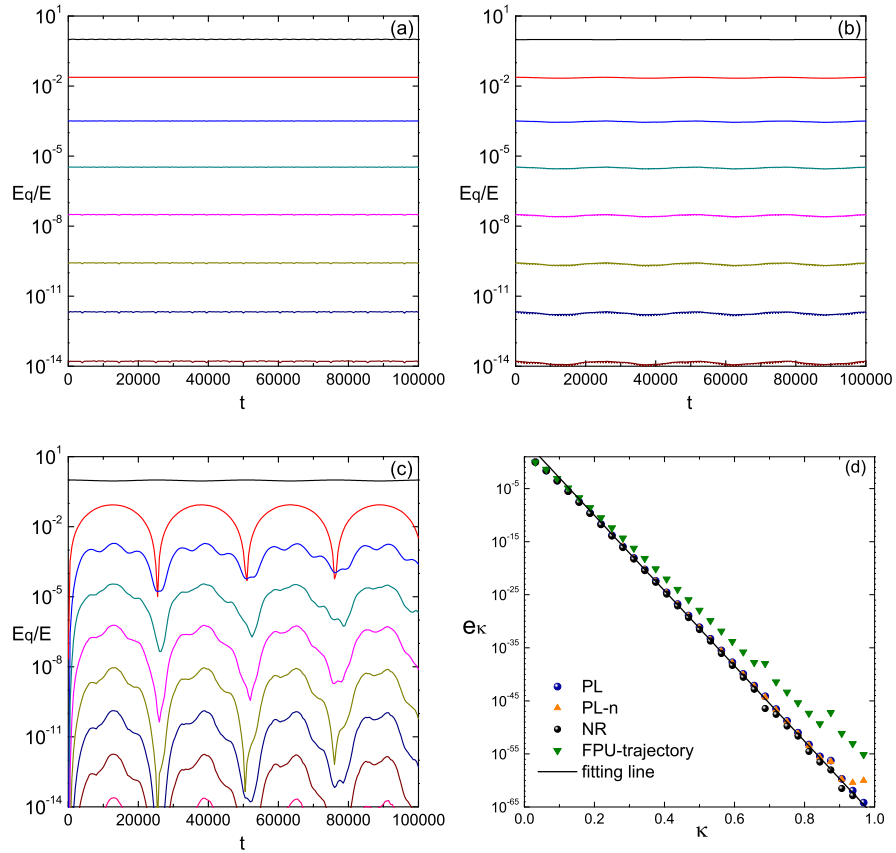 (a)
10^1
10^-2
10^-5
Eq/E
10^-8
10^-11
10^-14
0 20000 40000 60000 80000 100000
t
(b)
10^1
10^-2
10^-5
Eq/E
10^-8
10^-11
10^-14
0 20000 40000 60000 80000 100000
t
(c)
10^1
10^-2
10^-5
Eq/E
10^-8
10^-11
10^-14
0 20000 40000 60000 80000 100000
t
(d)
10^-5
10^-15
10^-25
10^-35
eκ
10^-45
10^-55
10^-65
PL
PL-n
NR
FPU-trajectory
fitting line
0.0 0.2 0.4 0.6 0.8 1.0
κ